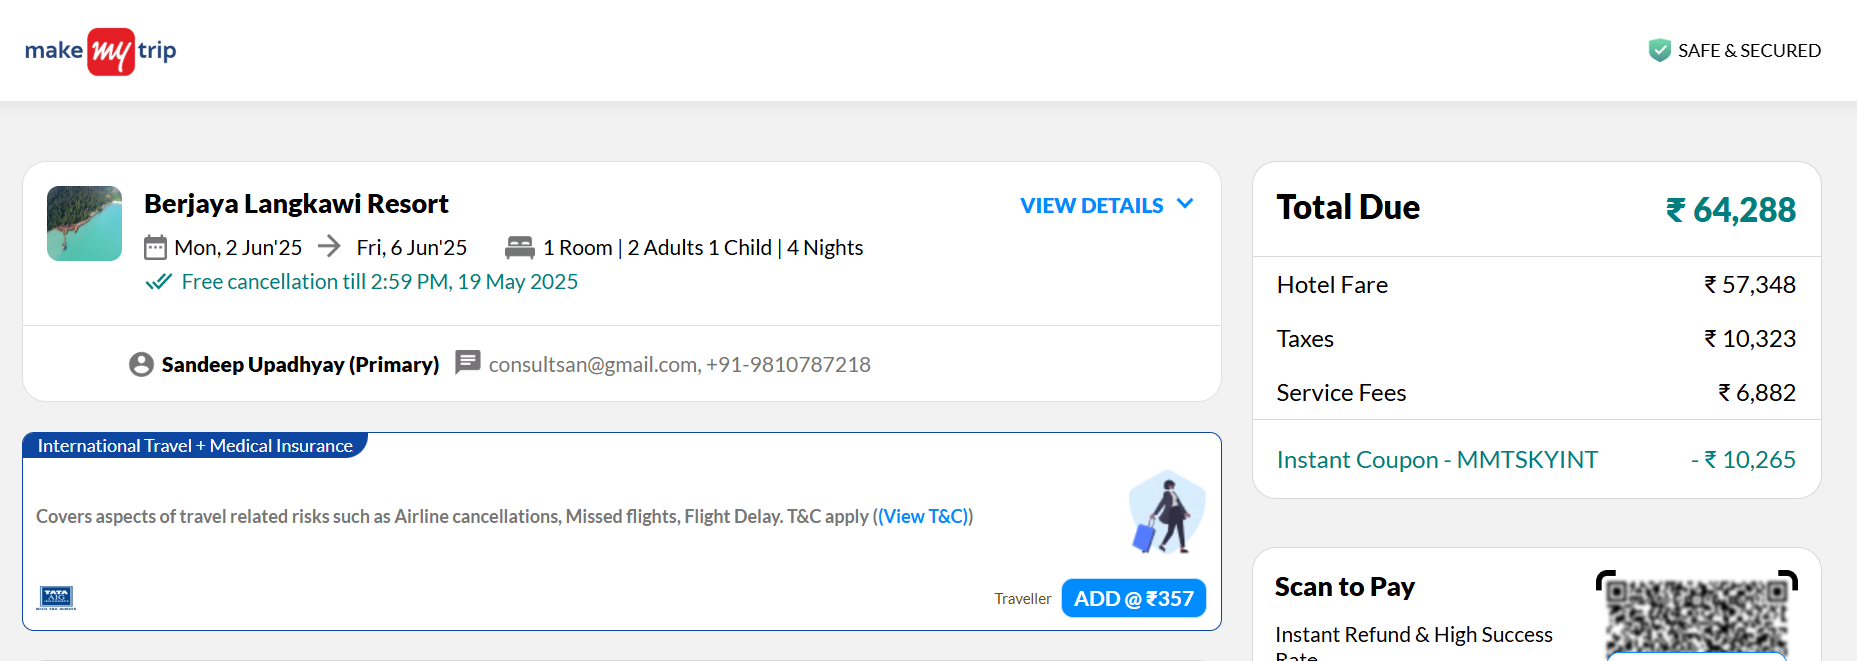 make my trip
SAFE & SECURED
Berjaya Langkawi Resort
VIEW DETAILS
Mon, 2 Jun'25 → Fri, 6 Jun'25 1 Room | 2 Adults 1 Child | 4 Nights
Free cancellation till 2:59 PM, 19 May 2025
Sandeep Upadhyay (Primary) consultsan@gmail.com, +91-9810787218
International Travel + Medical Insurance
Covers aspects of travel related risks such as Airline cancellations, Missed flights, Flight Delay. T&C apply ((View T&C))
TATA
AIG
Traveller ADD @ ₹357
Total Due ₹ 64,288
Hotel Fare ₹ 57,348
Taxes ₹ 10,323
Service Fees ₹ 6,882
Instant Coupon - MMTSKYINT - ₹ 10,265
Scan to Pay
Instant Refund & High Success
Rate